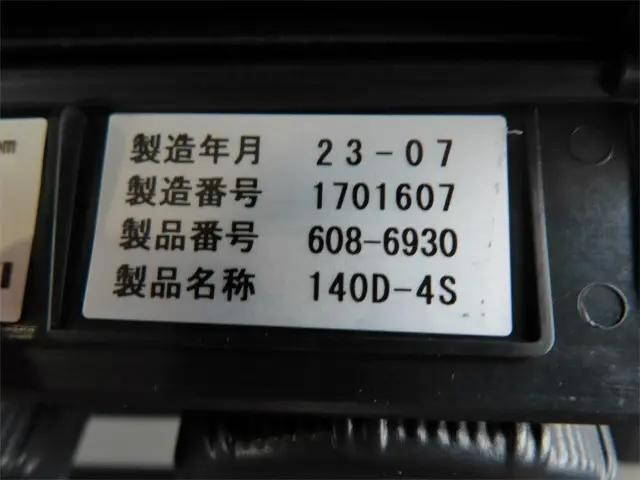 製造年月 23-07
製造番号 1701607
製品番号 608-6930
製品名称 140D-4S
om